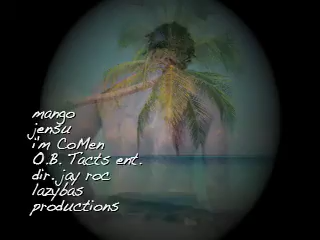 mango
jensu
i'm CoMen
O.B. Tacts ent.
dir. jay roc
lazybas
productions